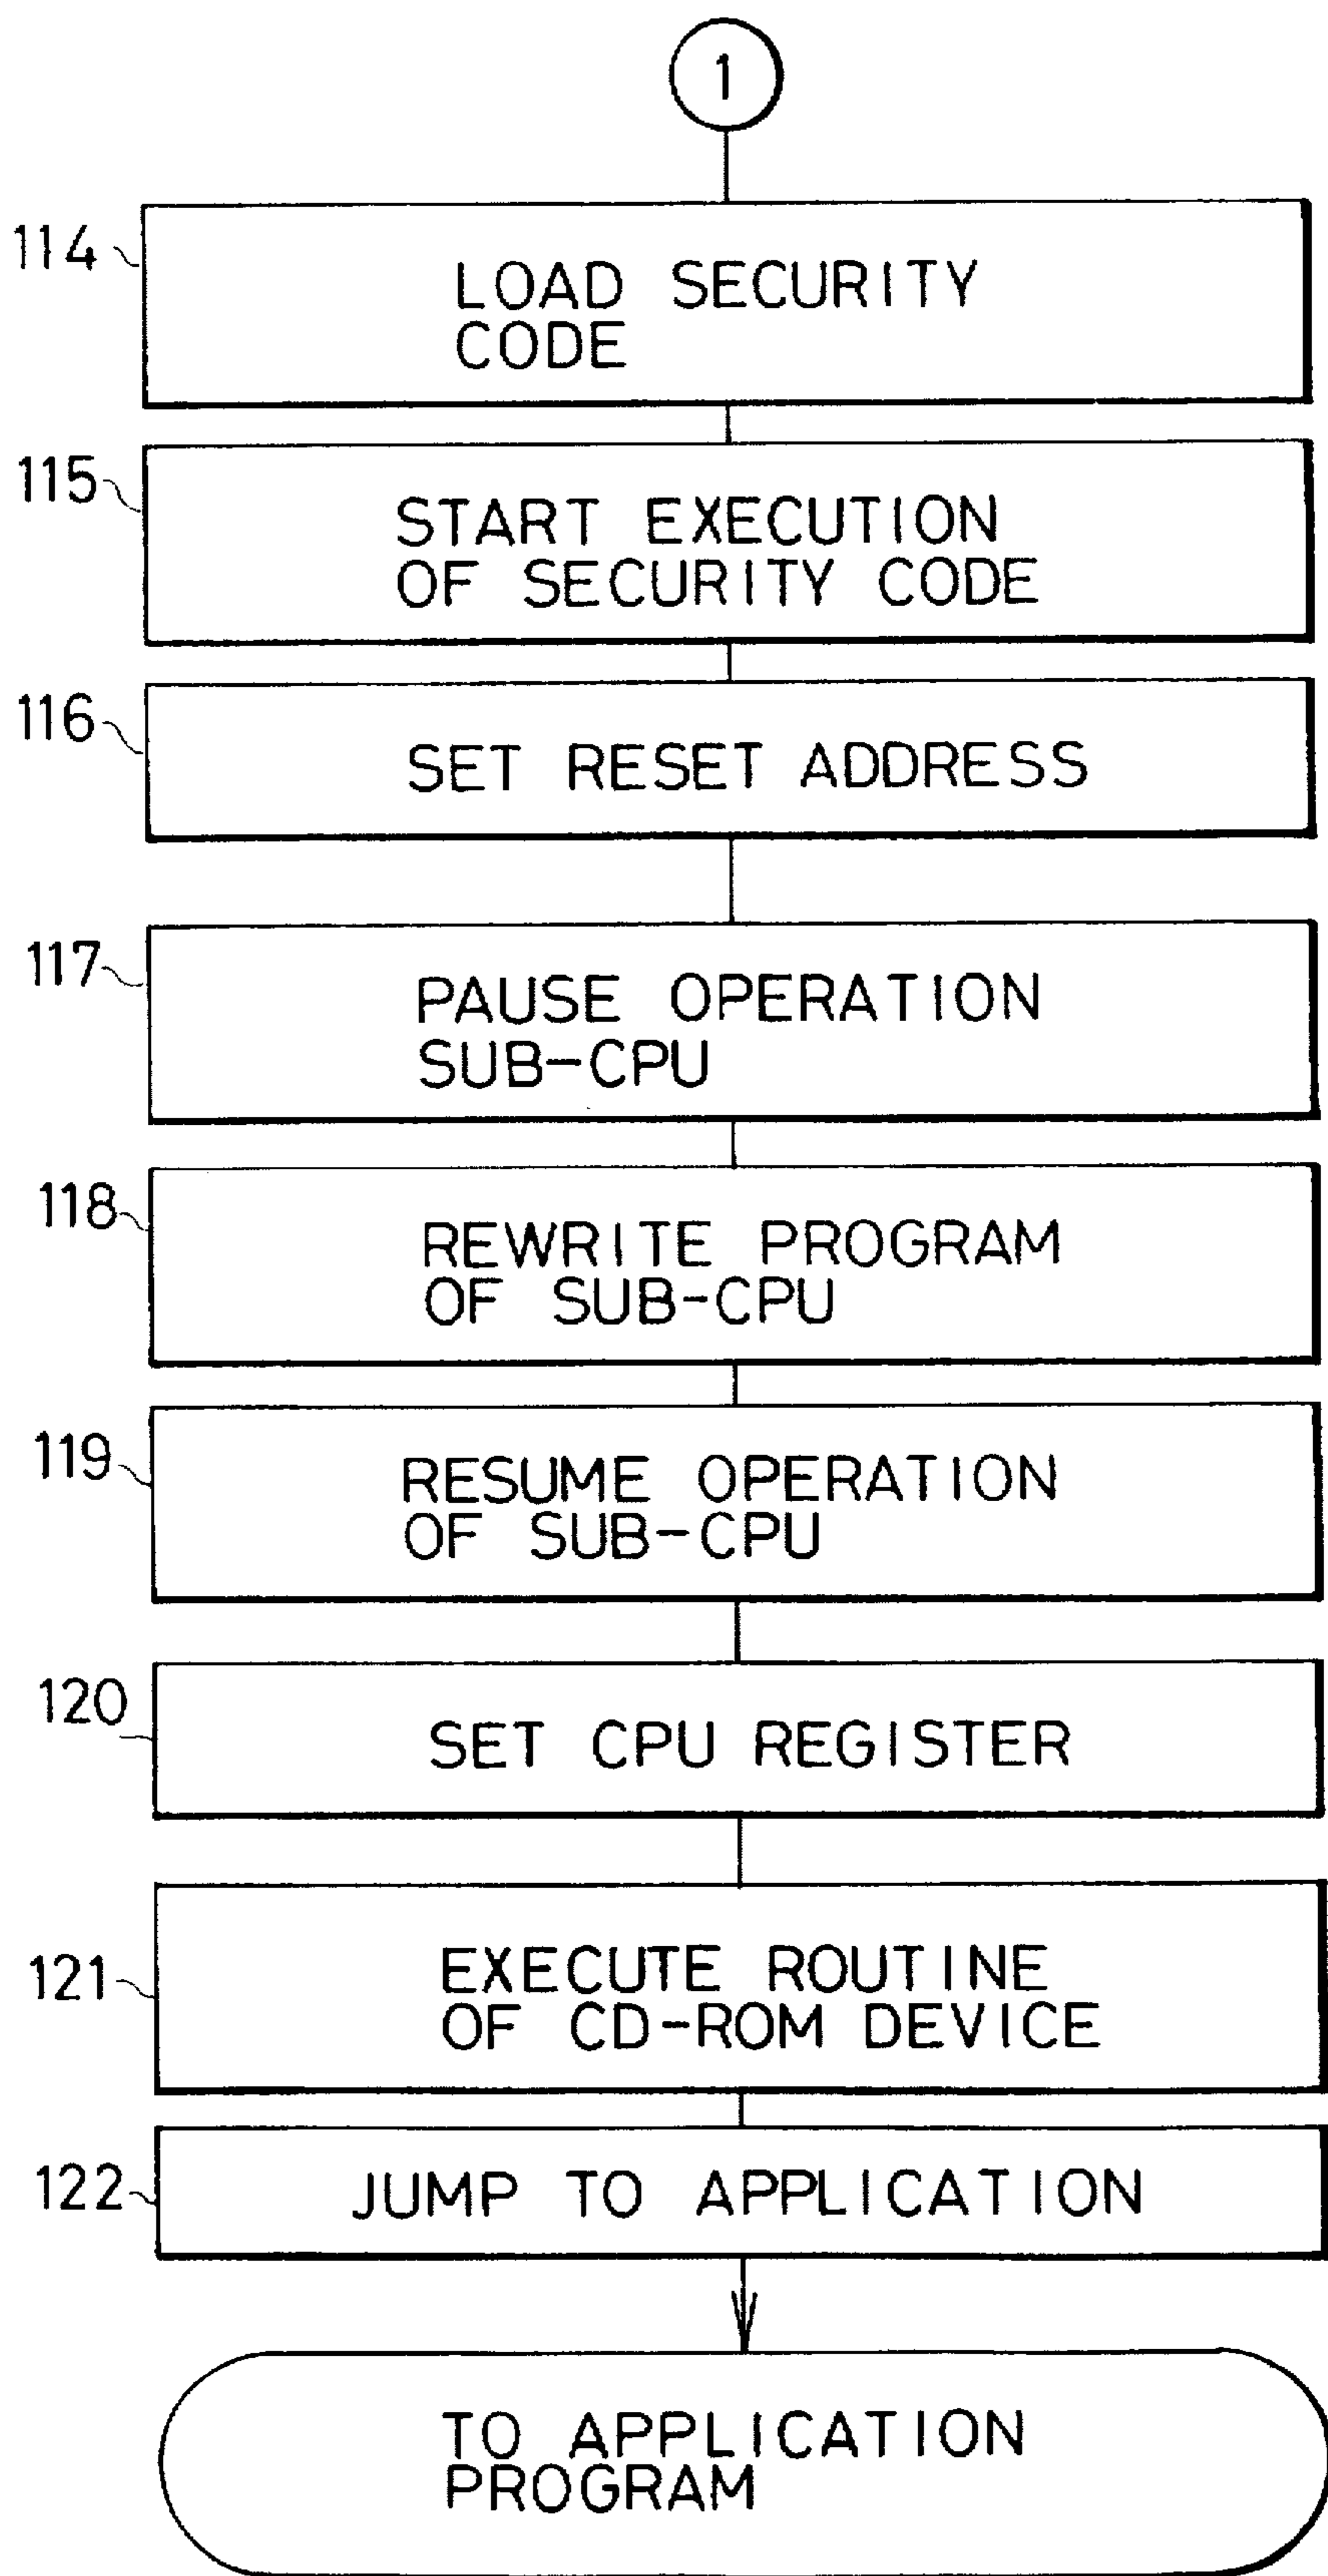 1
114
LOAD SECURITY
CODE
115
START EXECUTION
OF SECURITY CODE
116
SET RESET ADDRESS
117
PAUSE OPERATION
SUB-CPU
118
REWRITE PROGRAM
OF SUB-CPU
119
RESUME OPERATION
OF SUB-CPU
120
SET CPU REGISTER
121
EXECUTE ROUTINE
OF CD-ROM DEVICE
122
JUMP TO APPLICATION
TO APPLICATION
PROGRAM